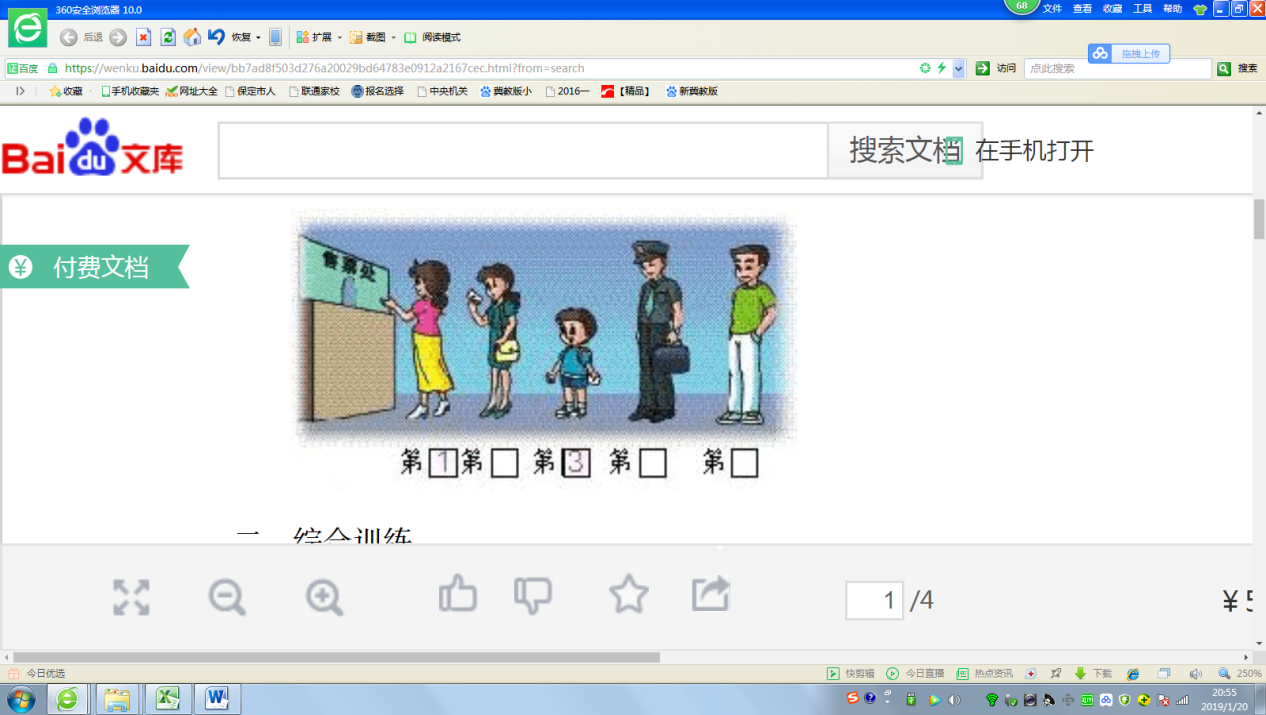 360安全浏览器 10.0
68
文件 查看 收藏 工具 帮助
后退 恢复 扩展 截图 阅读模式
百度 https://wenku.baidu.com/view/bb7ad8f503d276a20029bd64783e0912a2167cec.html?from=search
访问 点此搜索 搜索
拖拽上传
收藏 手机收藏夹 网址大全 保定市人 联通家校 报名选择 中央机关 冀教版小 2016一 【精品】 新冀教版
Bai du 文库
搜索文档 在手机打开
¥ 付费文档
售票处
第1 第 第3 第 第
二 综合训练
1 /4
¥ 5
今日优选
快剪辑 今日直播 热点资讯 下载 250%
20:55
2019/1/20